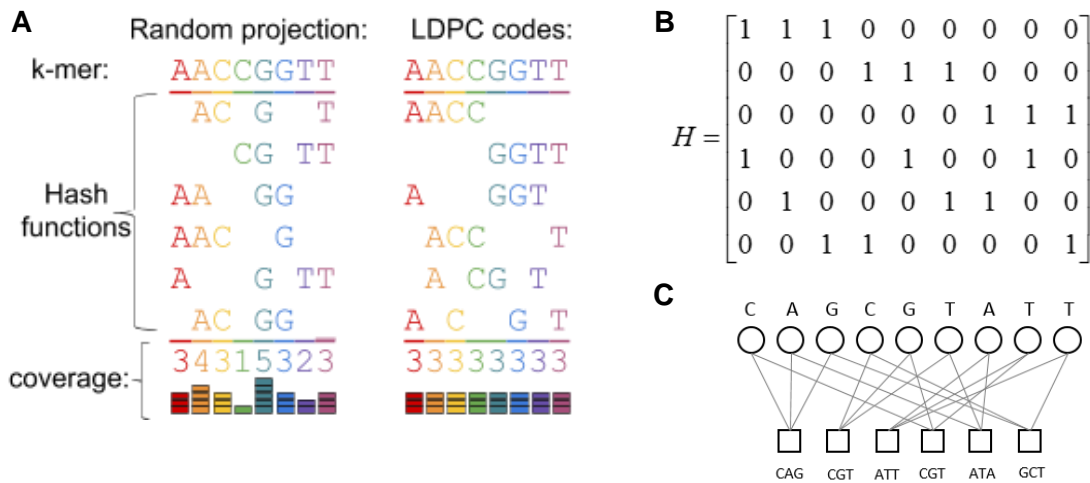 A
Random projection:
LDPC codes:
k-mer:
AACCGGTT
AACCGGTT
Hash
functions
AC G T
AACC
CG TT
GGTT
AA GG
A GGT
AAC G
ACC T
A G TT
A CG T
AC GG
A C G T
coverage:
34315323
33333333
B
H =
1 1 1 0 0 0 0 0 0
0 0 0 1 1 1 0 0 0
0 0 0 0 0 0 1 1 1
1 0 0 0 1 0 0 1 0
0 1 0 0 0 1 1 0 0
0 0 1 1 0 0 0 0 1
C
C A G C G T A T T
CAG CGT ATT CGT ATA GCT